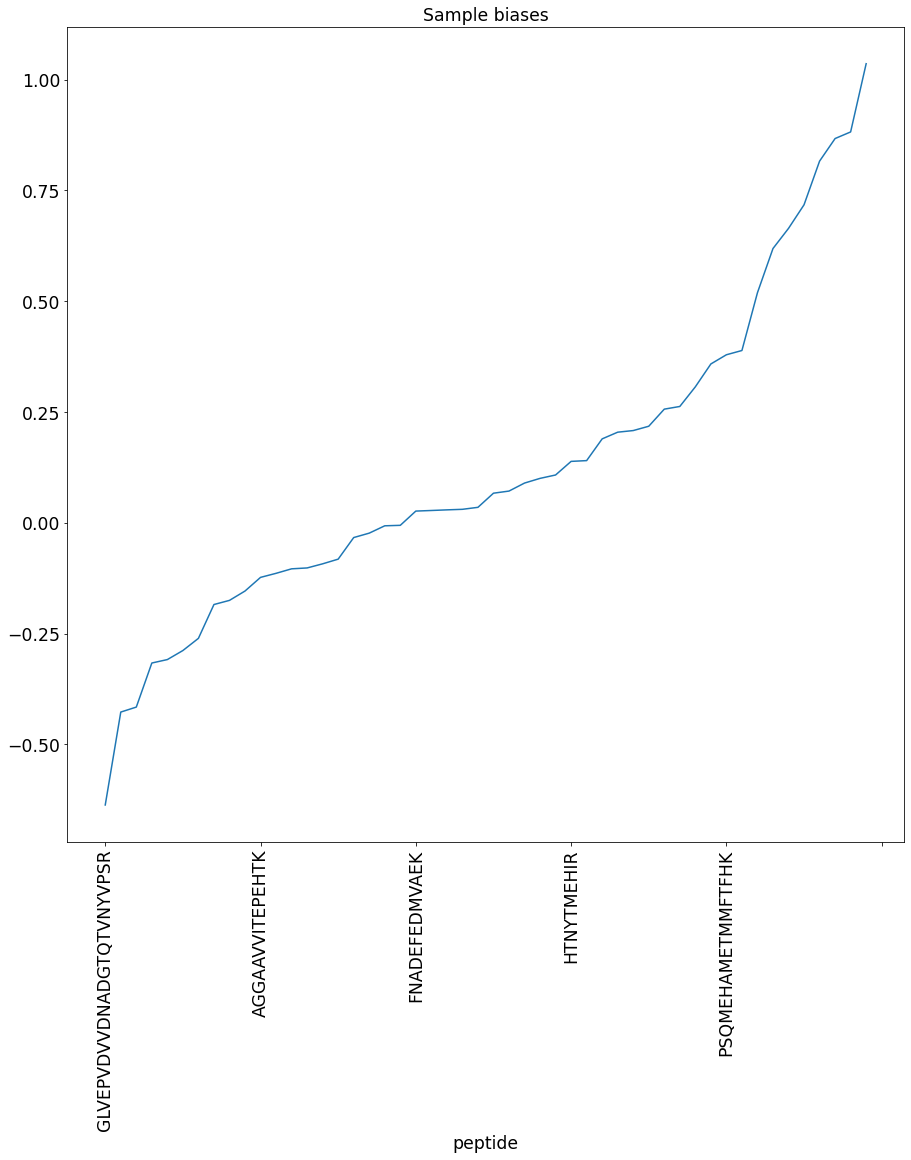 Sample biases
1.00
0.75
0.50
0.25
0.00
−0.25
−0.50
GLVEPVDVVDNADGTQTVNYVPSR
AGGAAVVITEPEHTK
FNADEFEDMVAEK
HTNYTMEHIR
PSQMEHAMETMMFTFHK
peptide